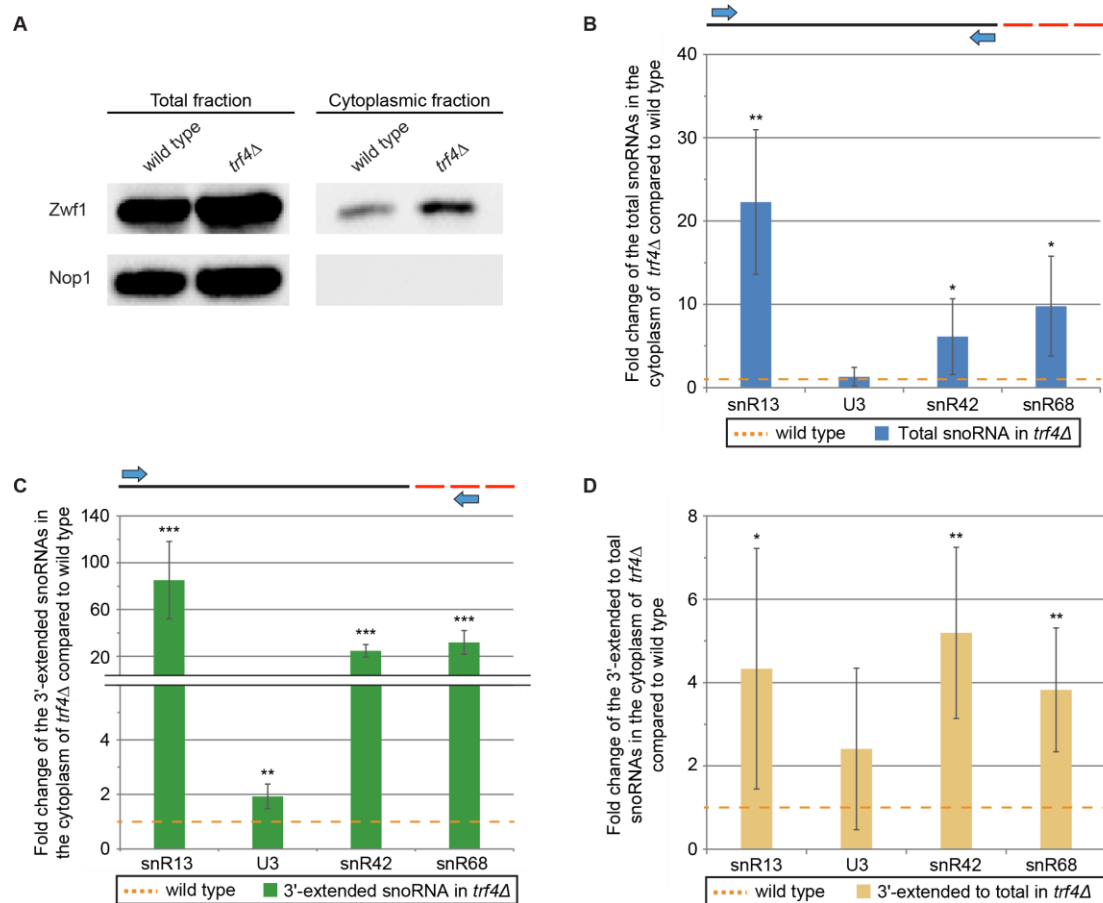 A
Total fraction
Cytoplasmic fraction
wild type
trf4Δ
wild type
trf4Δ
Zwf1
Nop1
B
Fold change of the total snoRNAs in the
cytoplasm of trf4Δ compared to wild type
40
30
20
10
0
**
*
*
snR13
U3
snR42
snR68
wild type
Total snoRNA in trf4Δ
C
Fold change of the 3'-extended snoRNAs in
the cytoplasm of trf4Δ compared to wild type
140
100
60
20
4
2
0
***
**
***
***
snR13
U3
snR42
snR68
wild type
3'-extended snoRNA in trf4Δ
D
Fold change of the 3'-extended to toal
snoRNAs in the cytoplasm of trf4Δ
compared to wild type
8
6
4
2
0
*
**
**
snR13
U3
snR42
snR68
wild type
3'-extended to total in trf4Δ